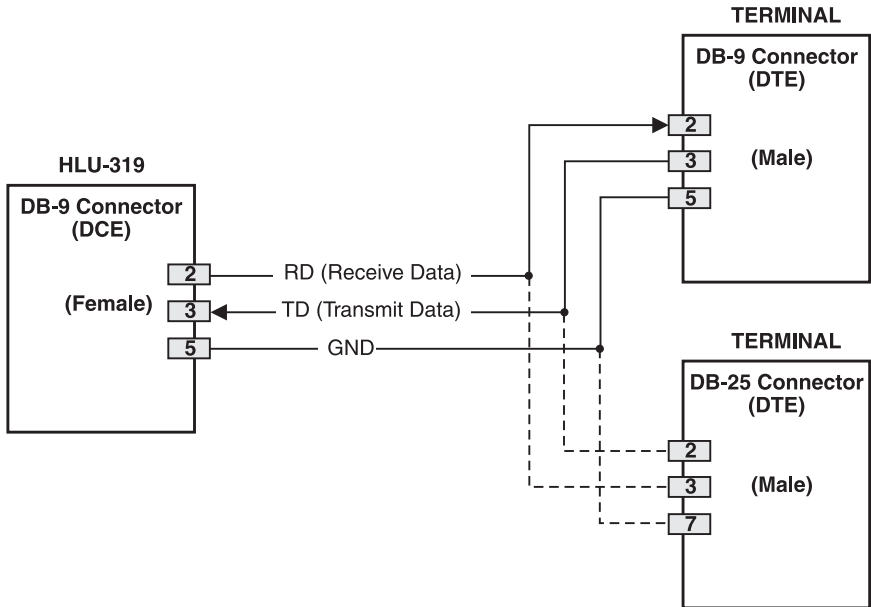 HLU-319
DB-9 Connector
(DCE)
(Female)
2
3
5
RD (Receive Data)
TD (Transmit Data)
GND
TERMINAL
DB-9 Connector
(DTE)
2
3
(Male)
5
TERMINAL
DB-25 Connector
(DTE)
2
3
(Male)
7